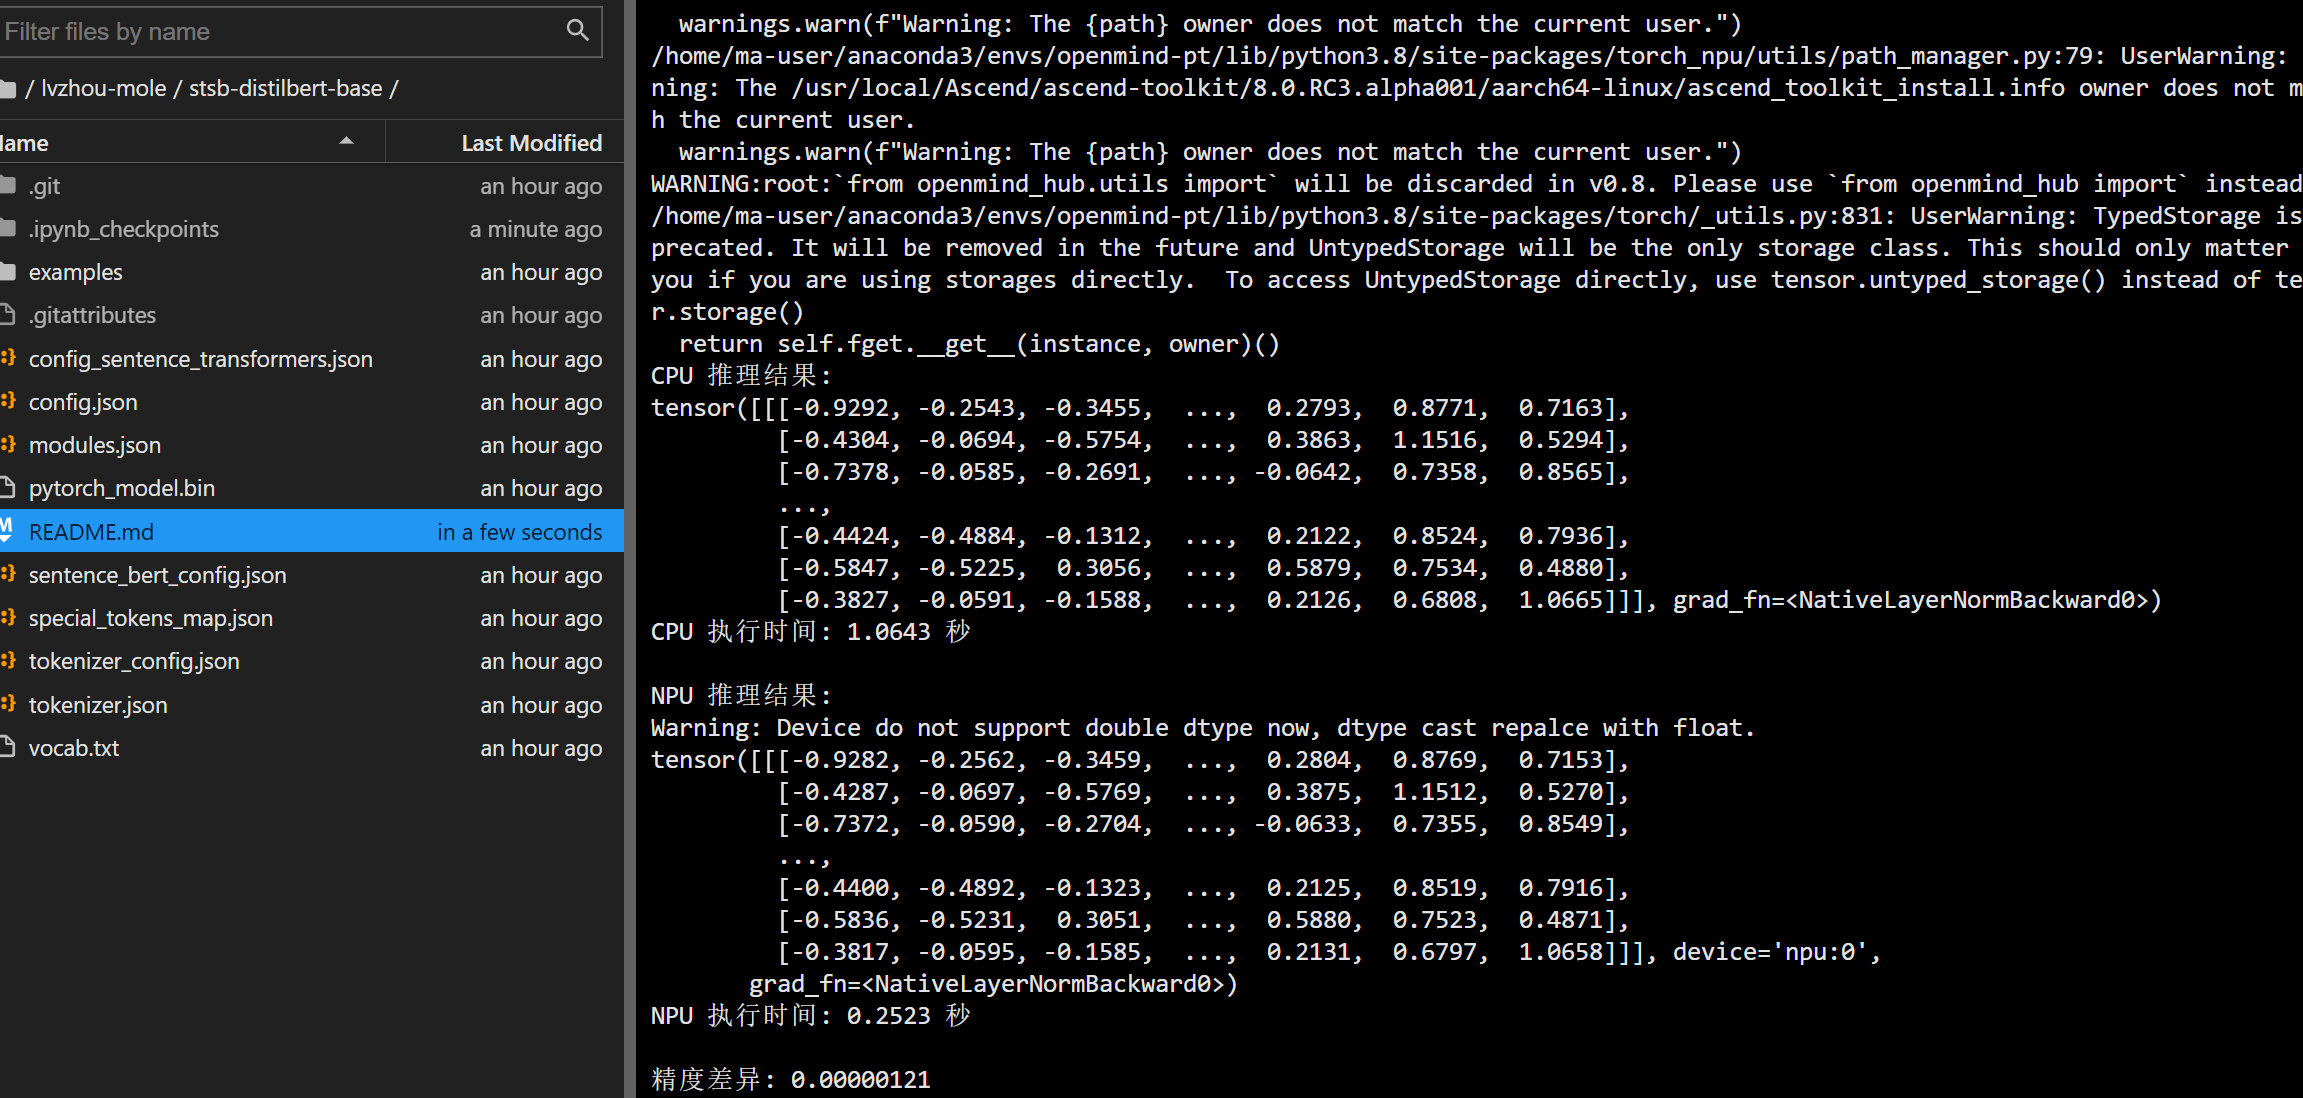 Filter files by name
/ lvzhou-mole / stsb-distilbert-base /
ame Last Modified
.git an hour ago
.ipynb_checkpoints a minute ago
examples an hour ago
.gitattributes an hour ago
config_sentence_transformers.json an hour ago
config.json an hour ago
modules.json an hour ago
pytorch_model.bin an hour ago
README.md in a few seconds
sentence_bert_config.json an hour ago
special_tokens_map.json an hour ago
tokenizer_config.json an hour ago
tokenizer.json an hour ago
vocab.txt an hour ago
  warnings.warn(f"Warning: The {path} owner does not match the current user.")
/home/ma-user/anaconda3/envs/openmind-pt/lib/python3.8/site-packages/torch_npu/utils/path_manager.py:79: UserWarning:
ning: The /usr/local/Ascend/ascend-toolkit/8.0.RC3.alpha001/aarch64-linux/ascend_toolkit_install.info owner does not m
h the current user.
  warnings.warn(f"Warning: The {path} owner does not match the current user.")
WARNING:root:`from openmind_hub.utils import` will be discarded in v0.8. Please use `from openmind_hub import` instead
/home/ma-user/anaconda3/envs/openmind-pt/lib/python3.8/site-packages/torch/_utils.py:831: UserWarning: TypedStorage is
precated. It will be removed in the future and UntypedStorage will be the only storage class. This should only matter
you if you are using storages directly.  To access UntypedStorage directly, use tensor.untyped_storage() instead of te
r.storage()
  return self.fget.__get__(instance, owner)()
CPU 推理结果:
tensor([[[-0.9292, -0.2543, -0.3455,  ...,  0.2793,  0.8771,  0.7163],
         [-0.4304, -0.0694, -0.5754,  ...,  0.3863,  1.1516,  0.5294],
         [-0.7378, -0.0585, -0.2691,  ..., -0.0642,  0.7358,  0.8565],
         ...,
         [-0.4424, -0.4884, -0.1312,  ...,  0.2122,  0.8524,  0.7936],
         [-0.5847, -0.5225,  0.3056,  ...,  0.5879,  0.7534,  0.4880],
         [-0.3827, -0.0591, -0.1588,  ...,  0.2126,  0.6808,  1.0665]]], grad_fn=<NativeLayerNormBackward0>)
CPU 执行时间: 1.0643 秒
NPU 推理结果:
Warning: Device do not support double dtype now, dtype cast repalce with float.
tensor([[[-0.9282, -0.2562, -0.3459,  ...,  0.2804,  0.8769,  0.7153],
         [-0.4287, -0.0697, -0.5769,  ...,  0.3875,  1.1512,  0.5270],
         [-0.7372, -0.0590, -0.2704,  ..., -0.0633,  0.7355,  0.8549],
         ...,
         [-0.4400, -0.4892, -0.1323,  ...,  0.2125,  0.8519,  0.7916],
         [-0.5836, -0.5231,  0.3051,  ...,  0.5880,  0.7523,  0.4871],
         [-0.3817, -0.0595, -0.1585,  ...,  0.2131,  0.6797,  1.0658]]], device='npu:0',
       grad_fn=<NativeLayerNormBackward0>)
NPU 执行时间: 0.2523 秒
精度差异: 0.00000121